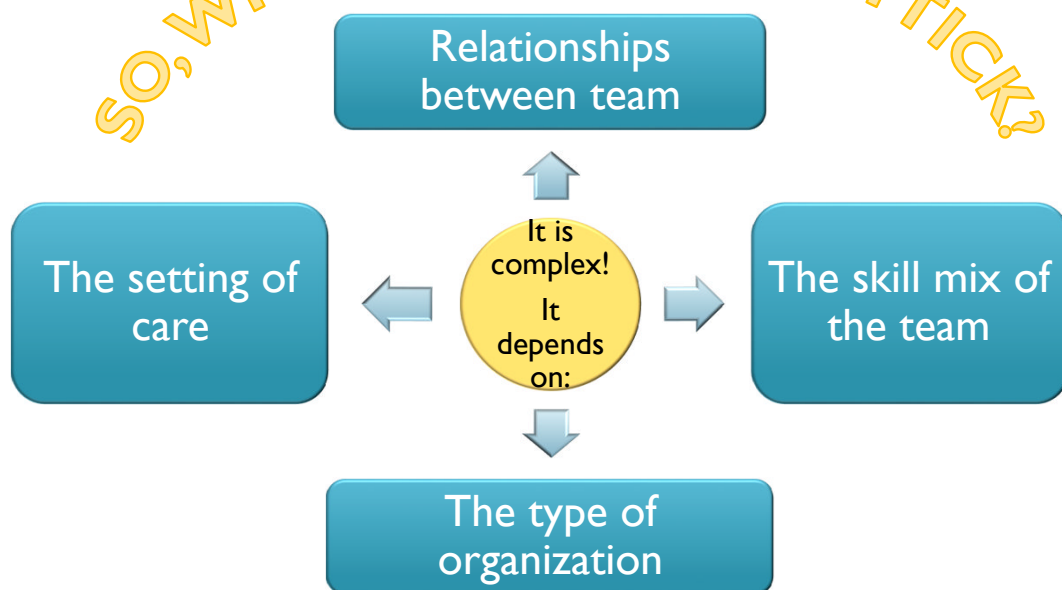 SO, WH TICK?
Relationships
between team
The setting of
care
It is
complex!
It
depends
on:
The skill mix of
the team
The type of
organization